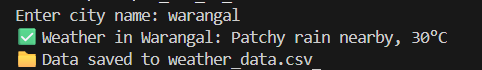 Enter city name: warangal
✅ Weather in Warangal: Patchy rain nearby, 30°C
📁 Data saved to weather_data.csv